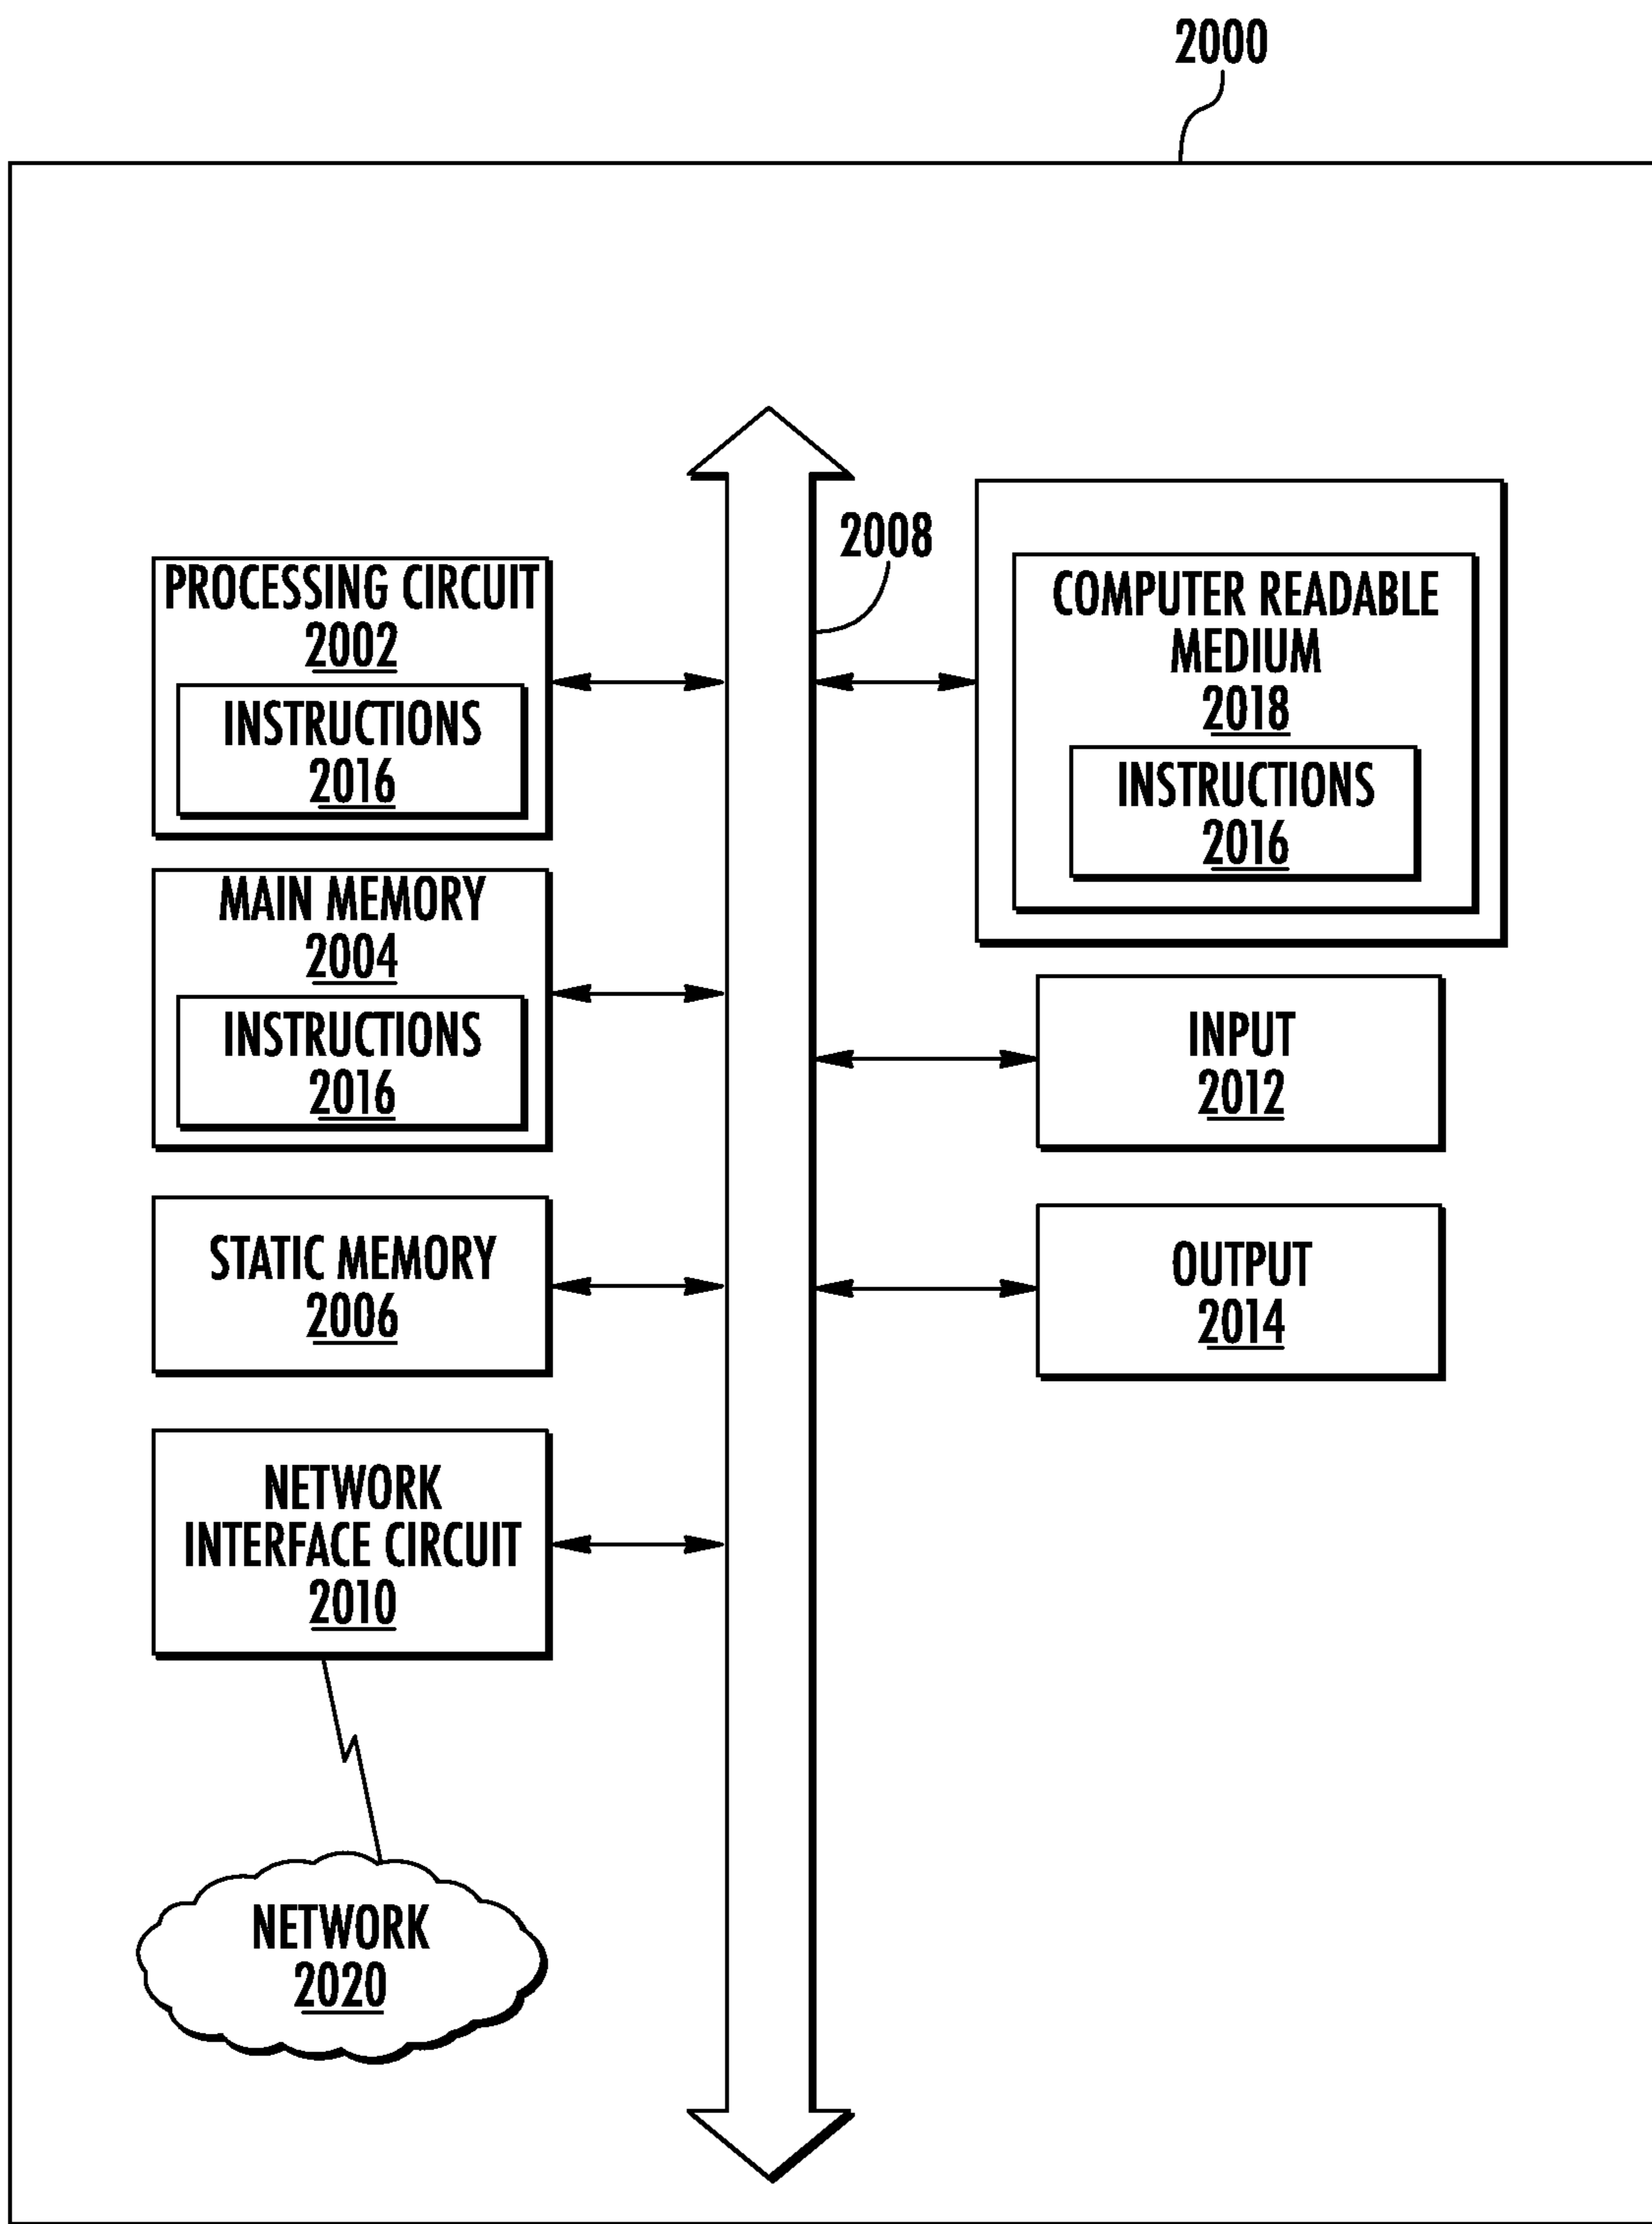 2000
2008
PROCESSING CIRCUIT
2002
INSTRUCTIONS
2016
MAIN MEMORY
2004
INSTRUCTIONS
2016
STATIC MEMORY
2006
NETWORK
INTERFACE CIRCUIT
2010
NETWORK
2020
COMPUTER READABLE
MEDIUM
2018
INSTRUCTIONS
2016
INPUT
2012
OUTPUT
2014